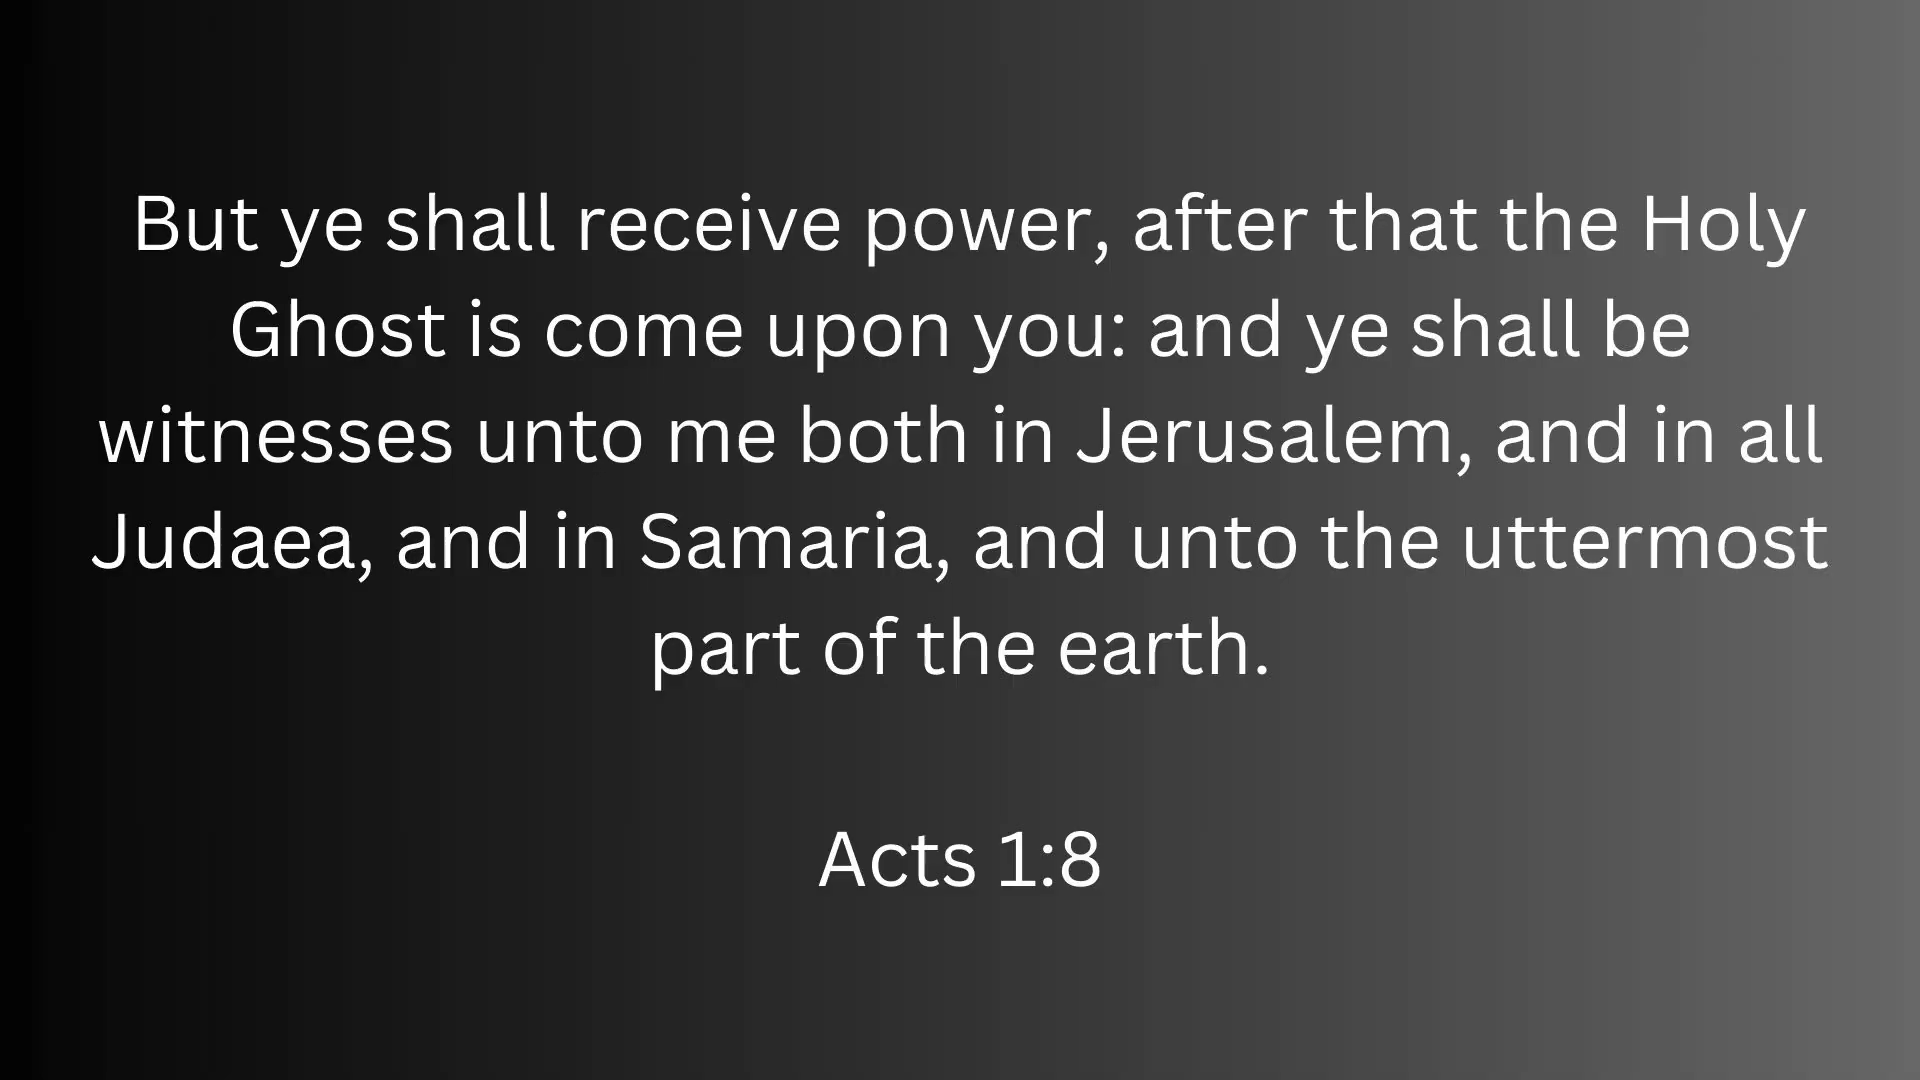 But ye shall receive power, after that the Holy
Ghost is come upon you: and ye shall be
witnesses unto me both in Jerusalem, and in all
Judaea, and in Samaria, and unto the uttermost
part of the earth.
Acts 1:8